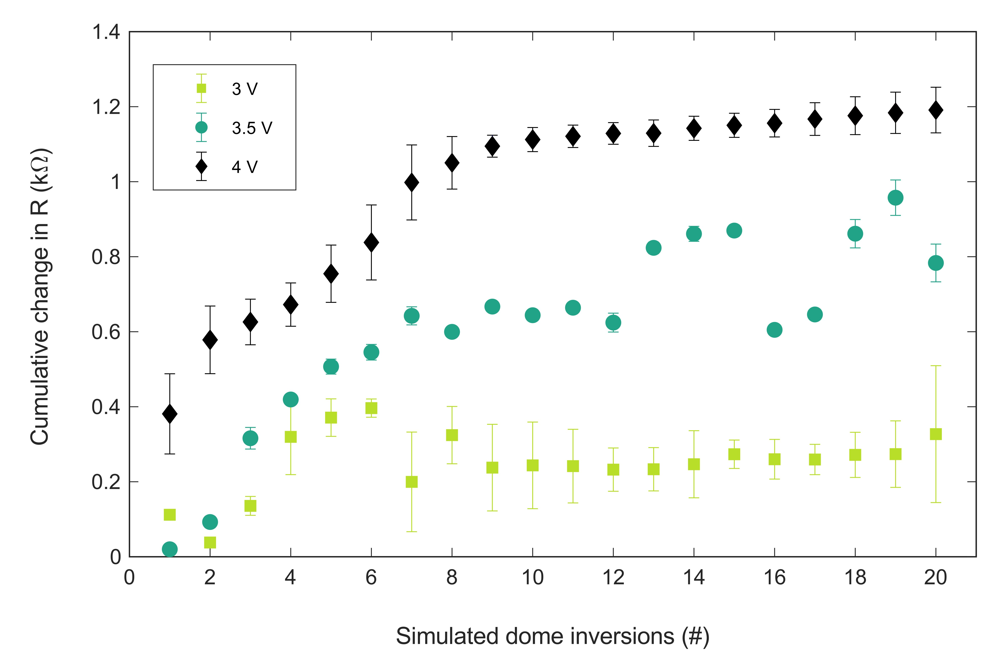 1.4
1.2
1
0.8
0.6
0.4
0.2
0
Cumulative change in R (kΩ)
3 V
3.5 V
4 V
0 2 4 6 8 10 12 14 16 18 20
Simulated dome inversions (#)